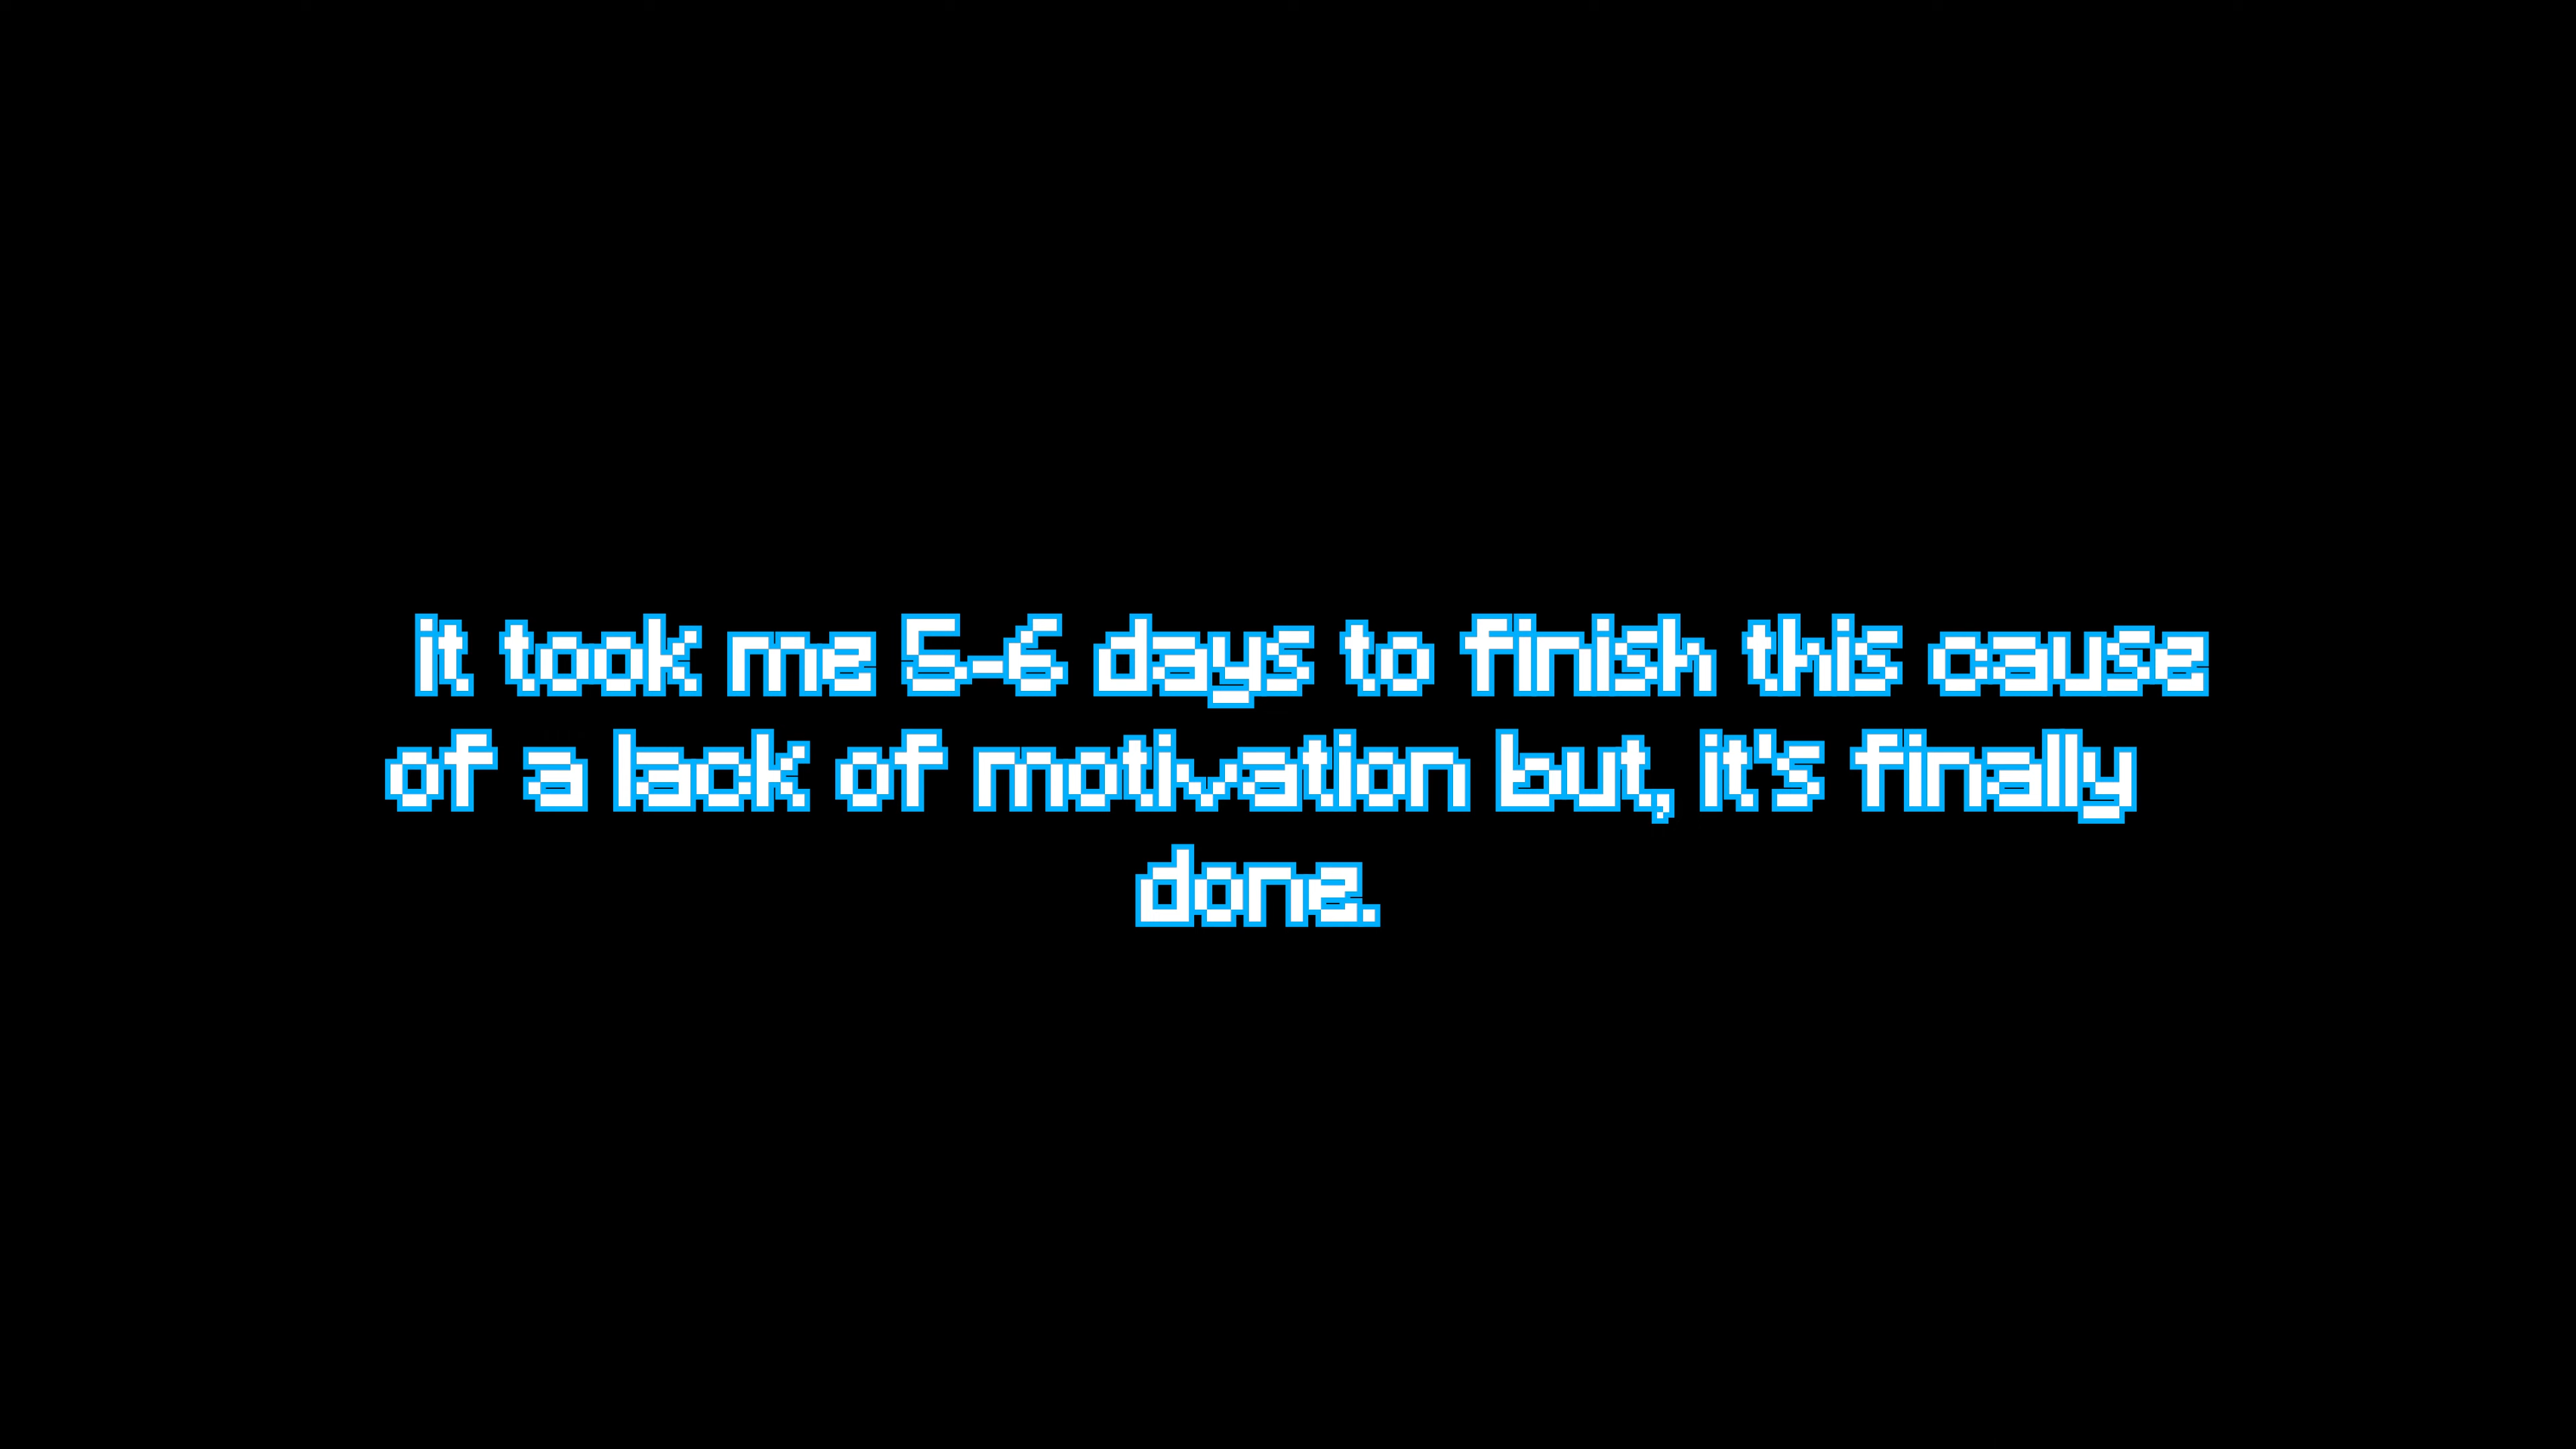 it took me 5-6 days to finish this cause
of a lack of motivation but, it's finally
done.